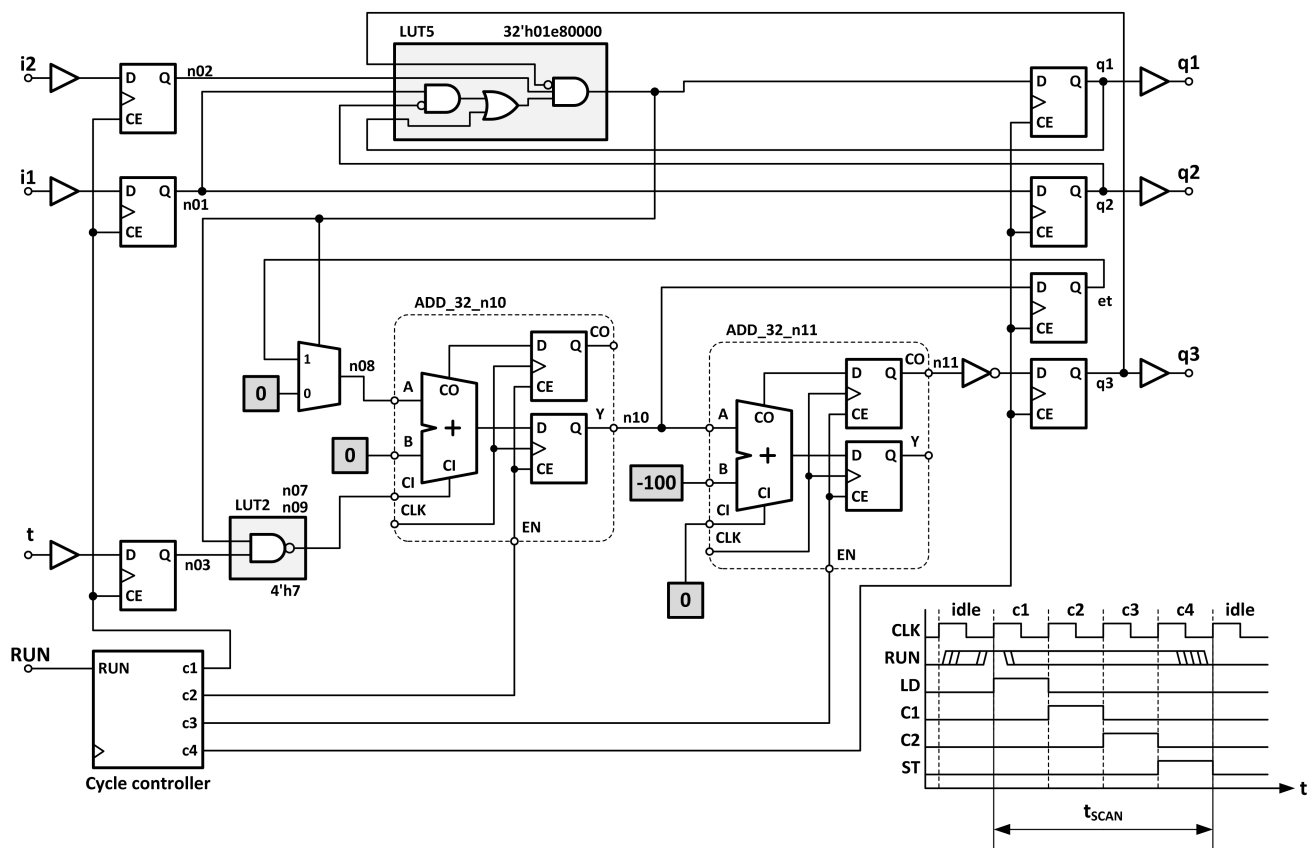 LUT5 32'h01e80000
i2 D Q n02 CE
D Q q1 q1 CE
i1 D Q n01 CE
D Q q2 q2 CE
D Q et CE
ADD_32_n10
ADD_32_n11
1 0 n08
0
A B CI CLK CO + CI
D Q CO CE
D Q Y n10 CE
EN
0
-100
A B CI CLK CO + CI
D Q CO n11 CE
D Q Y CE
EN
0
D Q q3 q3 CE
LUT2 n07
n09
4'h7
t D Q n03 CE
RUN RUN c1
c2
c3
c4
Cycle controller
idle c1 c2 c3 c4 idle
CLK
RUN
LD
C1
C2
ST
t
tSCAN